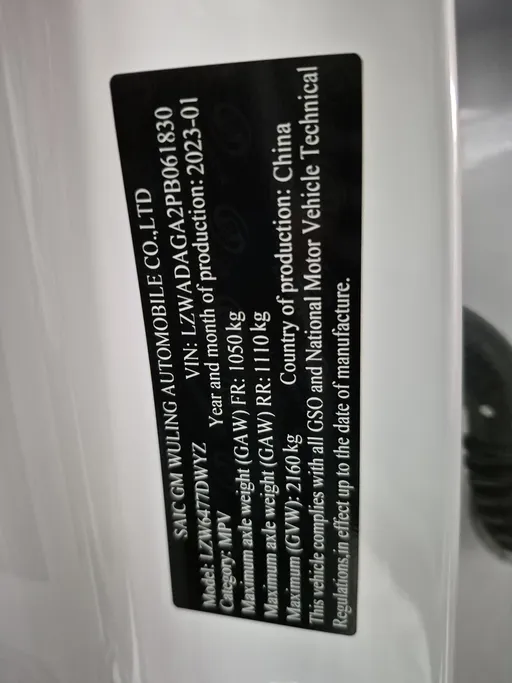 SAIC GM WULING AUTOMOBILE CO.,LTD
Model: LZW6477DWYZ VIN: LZWADAGA2PB061830
Category: MPV Year and month of production: 2023-01
Maximum axle weight (GAW) FR: 1050 kg
Maximum axle weight (GAW) RR: 1110 kg
Maximum (GVW): 2160 kg Country of production: China
This vehicle complies with all GSO and National Motor Vehicle Technical
Regulations,in effect up to the date of manufacture.